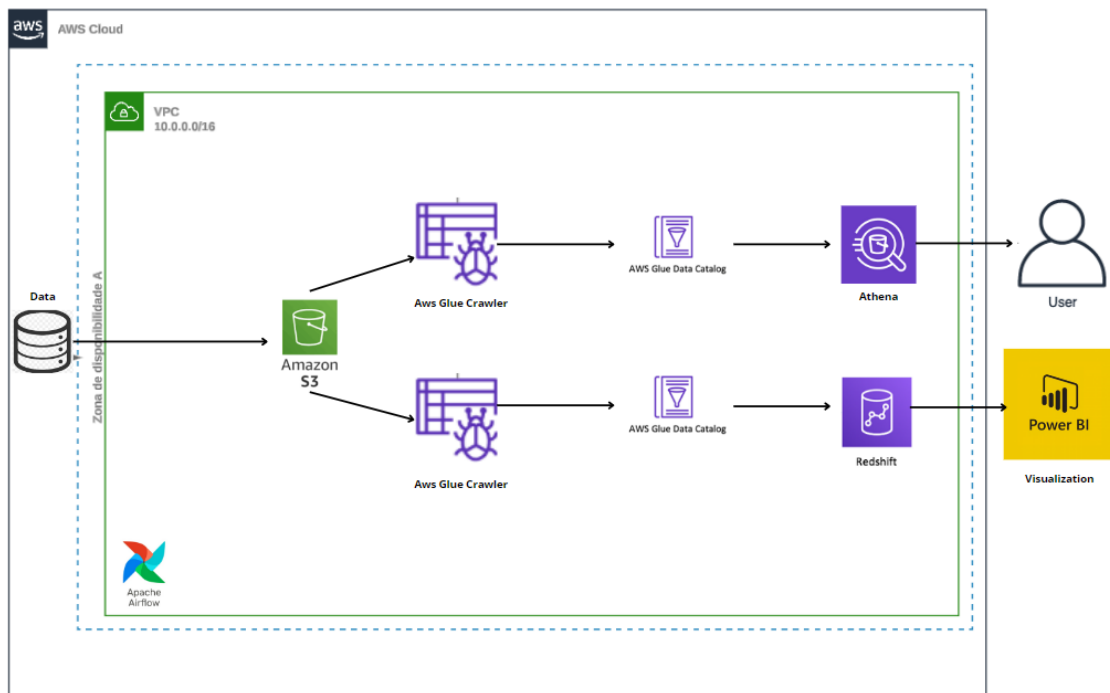 aws
AWS Cloud
VPC
10.0.0.0/16
Zona de disponibilidade A
Data
Amazon
S3
Aws Glue Crawler
AWS Glue Data Catalog
Athena
User
Aws Glue Crawler
AWS Glue Data Catalog
Redshift
Power BI
Visualization
Apache
Airflow